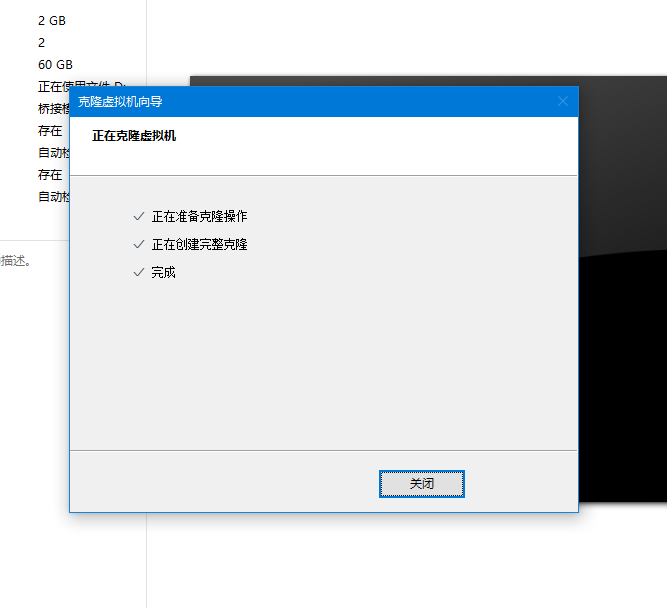 2 GB
2
60 GB
正在使用文件 D:
桥接模
存在
自动检
存在
自动检
描述。
克隆虚拟机向导
正在克隆虚拟机
正在准备克隆操作
正在创建完整克隆
完成
关闭